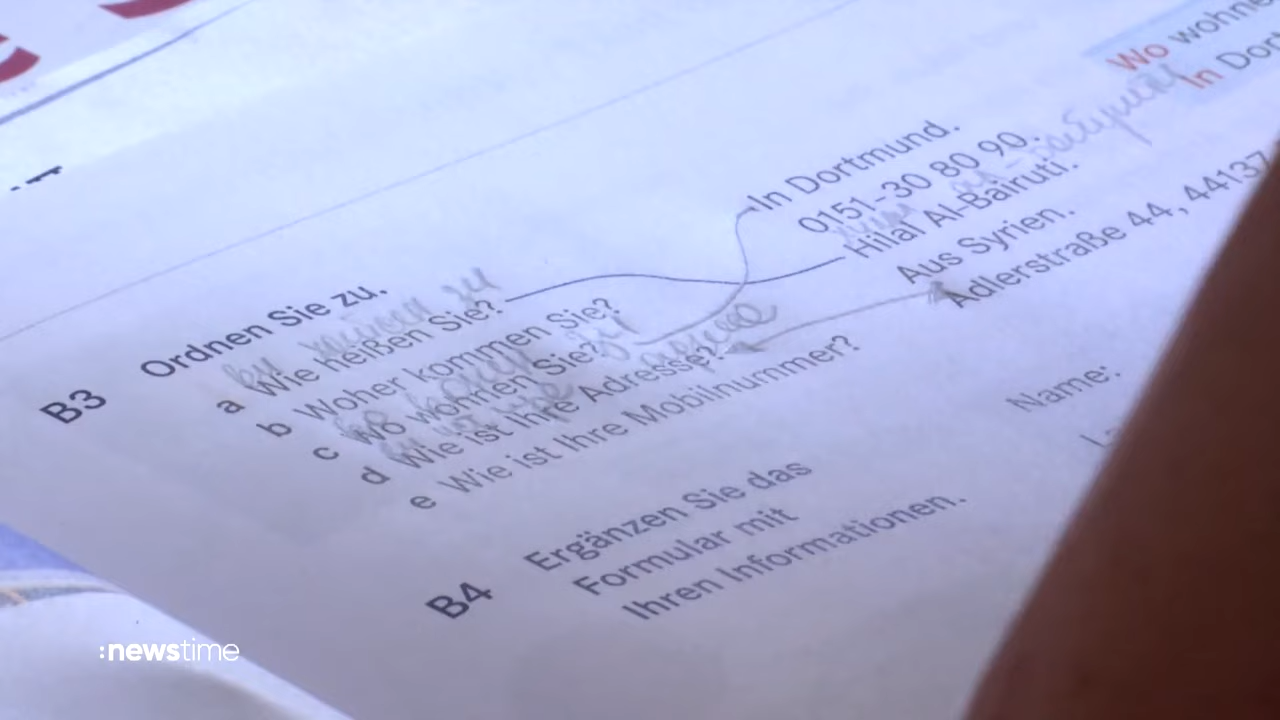 Wo wohne
In Dort
B3 Ordnen Sie zu.
a Wie heißen Sie?
b Woher kommen Sie?
c Wo wohnen Sie?
d Wie ist Ihre Adresse?
e Wie ist Ihre Mobilnummer?
In Dortmund.
0151-30 80 90.
Hilal Al-Bairuti.
Aus Syrien.
Adlerstraße 44, 44137
B4 Ergänzen Sie das
Formular mit
Ihren Informationen.
Name:
:newstime